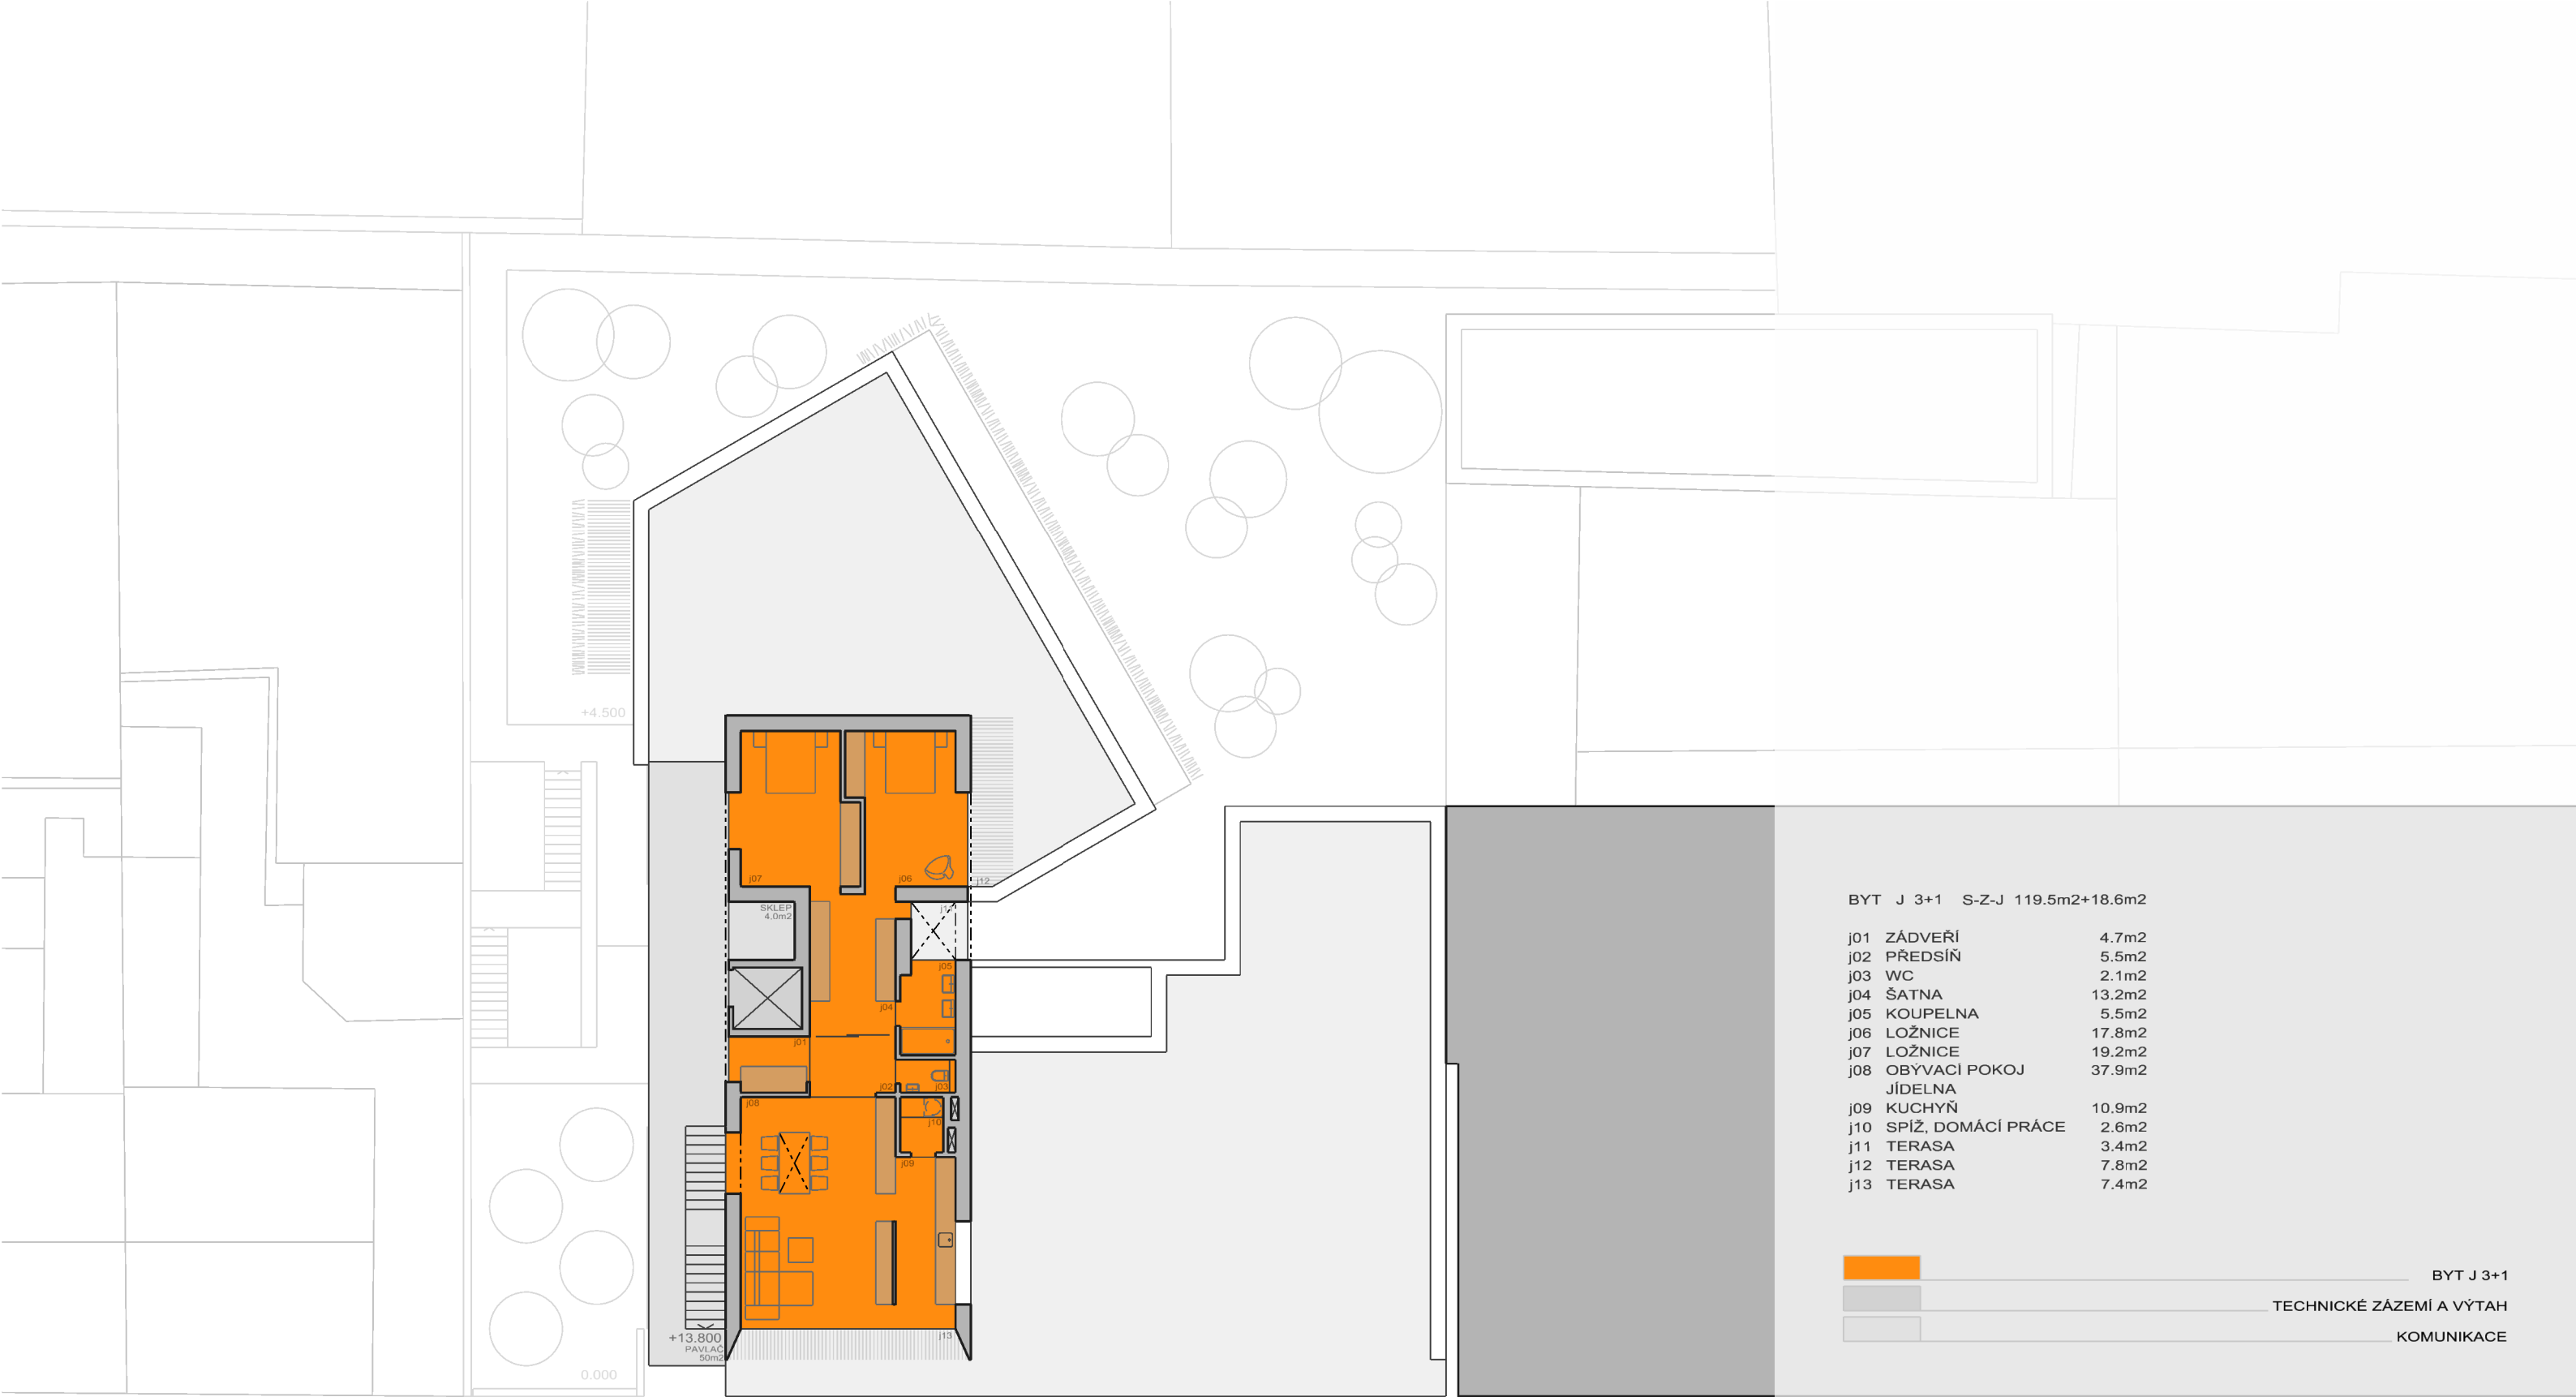 +4.500
j07
j06
j12
SKLEP
4.0m2
j11
j05
j04
j01
j02
j03
j08
j10
j09
+13.800
PAVLAČ
50m2
j13
0.000
BYT J 3+1 S-Z-J 119.5m2+18.6m2
j01 ZÁDVEŘÍ 4.7m2
j02 PŘEDSÍŇ 5.5m2
j03 WC 2.1m2
j04 ŠATNA 13.2m2
j05 KOUPELNA 5.5m2
j06 LOŽNICE 17.8m2
j07 LOŽNICE 19.2m2
j08 OBÝVACÍ POKOJ 37.9m2
JÍDELNA
j09 KUCHYŇ 10.9m2
j10 SPÍŽ, DOMÁCÍ PRÁCE 2.6m2
j11 TERASA 3.4m2
j12 TERASA 7.8m2
j13 TERASA 7.4m2
BYT J 3+1
TECHNICKÉ ZÁZEMÍ A VÝTAH
KOMUNIKACE